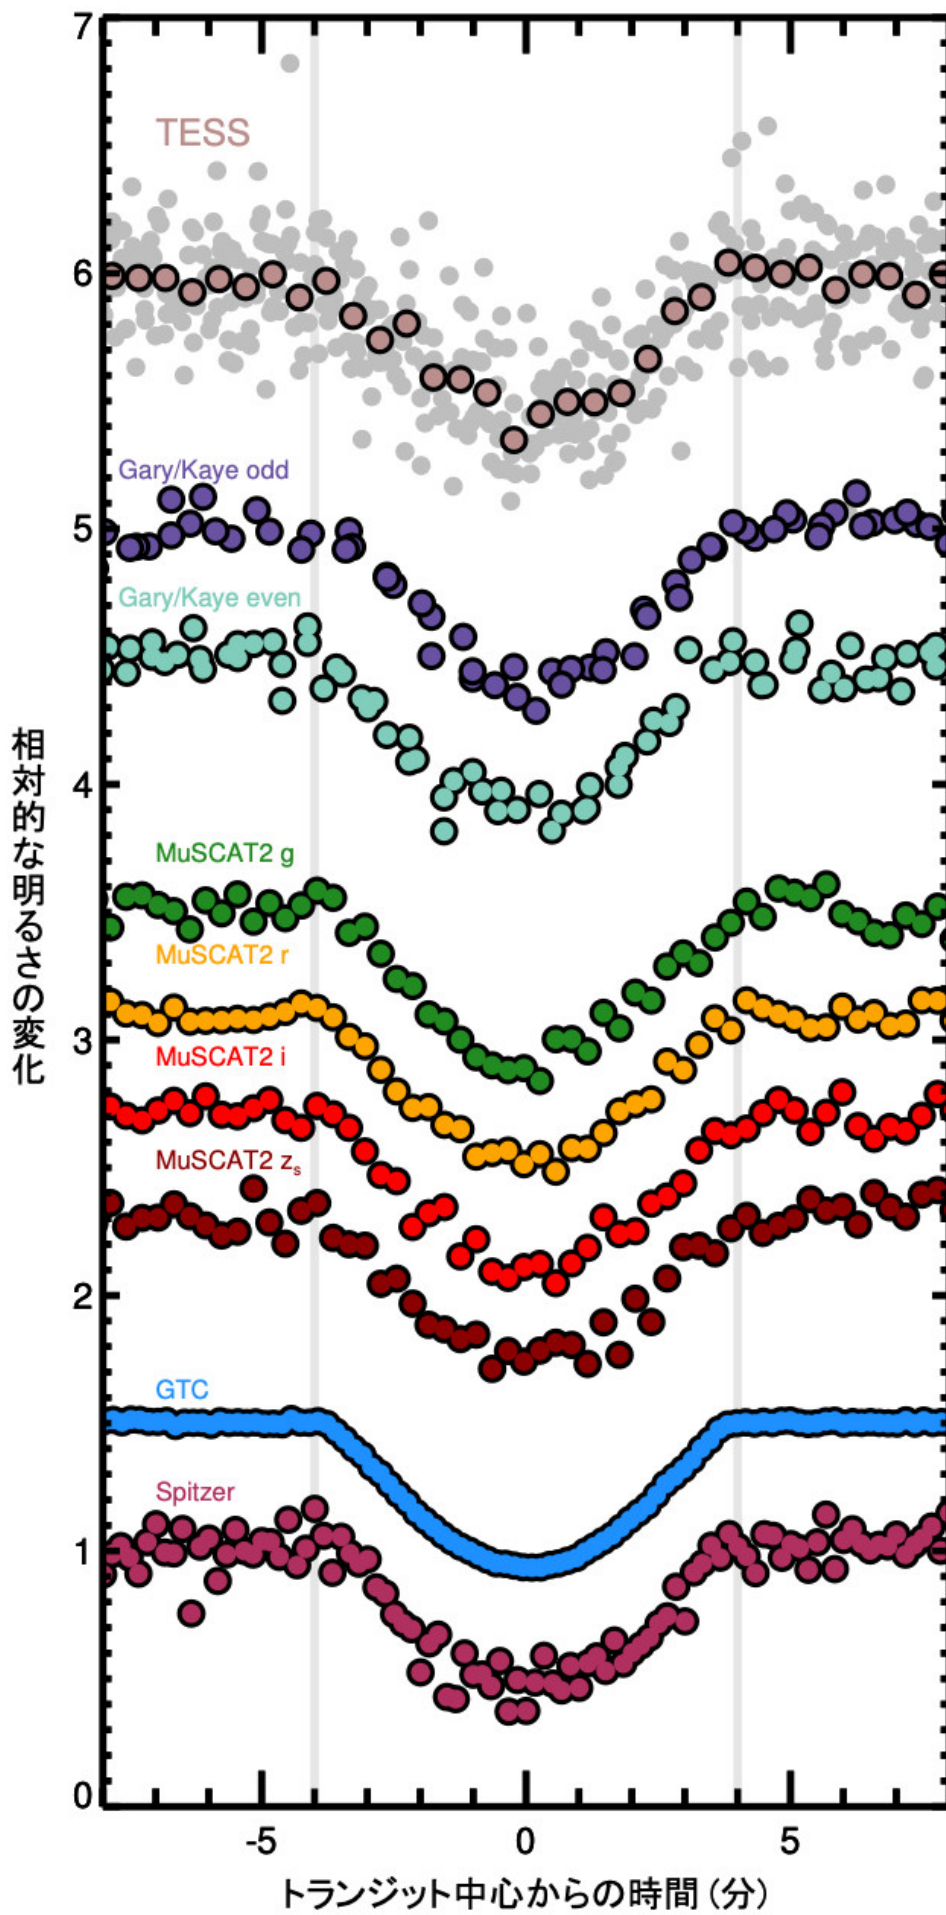 7
TESS
6
Gary/Kaye odd
5
Gary/Kaye even
4
MuSCAT2 g
MuSCAT2 r
3
MuSCAT2 i
MuSCAT2 zs
2
GTC
Spitzer
1
0
-5 0 5
相対的な明るさの変化
トランジット中心からの時間（分）